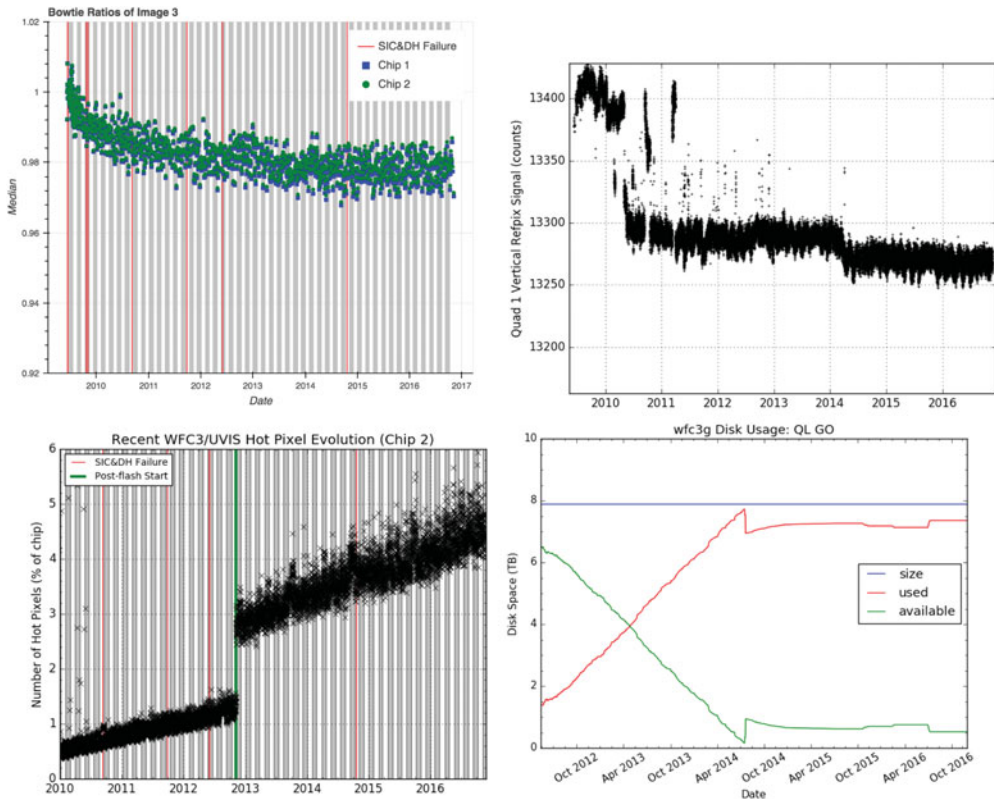 Bowtie Ratios of Image 3
1.02
1
0.98
0.96
0.94
0.92
Median
SIC&DH Failure
Chip 1
Chip 2
2010 2011 2012 2013 2014 2015 2016 2017
Date
13400
13350
13300
13250
13200
Quad 1 Vertical Refpix Signal (counts)
2010 2011 2012 2013 2014 2015 2016
Recent WFC3/UVIS Hot Pixel Evolution (Chip 2)
6
5
4
3
2
1
0
Number of Hot Pixels (% of chip)
SIC&DH Failure
Post-flash Start
2010 2011 2012 2013 2014 2015 2016
wfc3g Disk Usage: QL GO
10
8
6
4
2
0
Disk Space (TB)
size
used
available
Oct 2012 Apr 2013 Oct 2013 Apr 2014 Oct 2014 Apr 2015 Oct 2015 Apr 2016 Oct 2016
Date